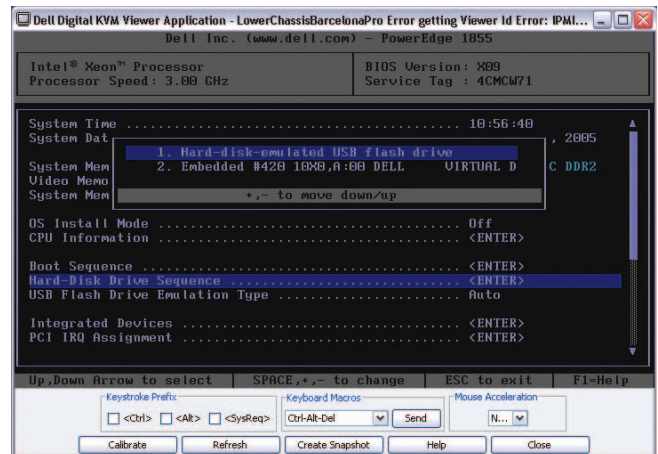 Dell Digital KVM Viewer Application - LowerChassisBarcelonaPro Error getting Viewer Id Error: IPMI...
Dell Inc. (www.dell.com) - PowerEdge 1855
Intel® Xeon™ Processor BIOS Version: X09
Processor Speed: 3.00 GHz Service Tag : 4CMCW71
System Time ........................................ 10:56:40
System Dat , 2005
1. Hard-disk-emulated USB flash drive
System Mem 2. Embedded #420 10X0,A:00 DELL VIRTUAL D C DDR2
Video Memo
System Mem +,- to move down/up
OS Install Mode .................................... Off
CPU Information .................................... <ENTER>
Boot Sequence ...................................... <ENTER>
Hard-Disk Drive Sequence ........................... <ENTER>
USB Flash Drive Emulation Type ..................... Auto
Integrated Devices ................................. <ENTER>
PCI IRQ Assignment ................................. <ENTER>
Up,Down Arrow to select SPACE,+,- to change ESC to exit F1=Help
Keystroke Prefix Keyboard Macros Mouse Acceleration
<Ctrl> <Alt> <SysReq> Ctrl-Alt-Del Send N...
Calibrate Refresh Create Snapshot Help Close